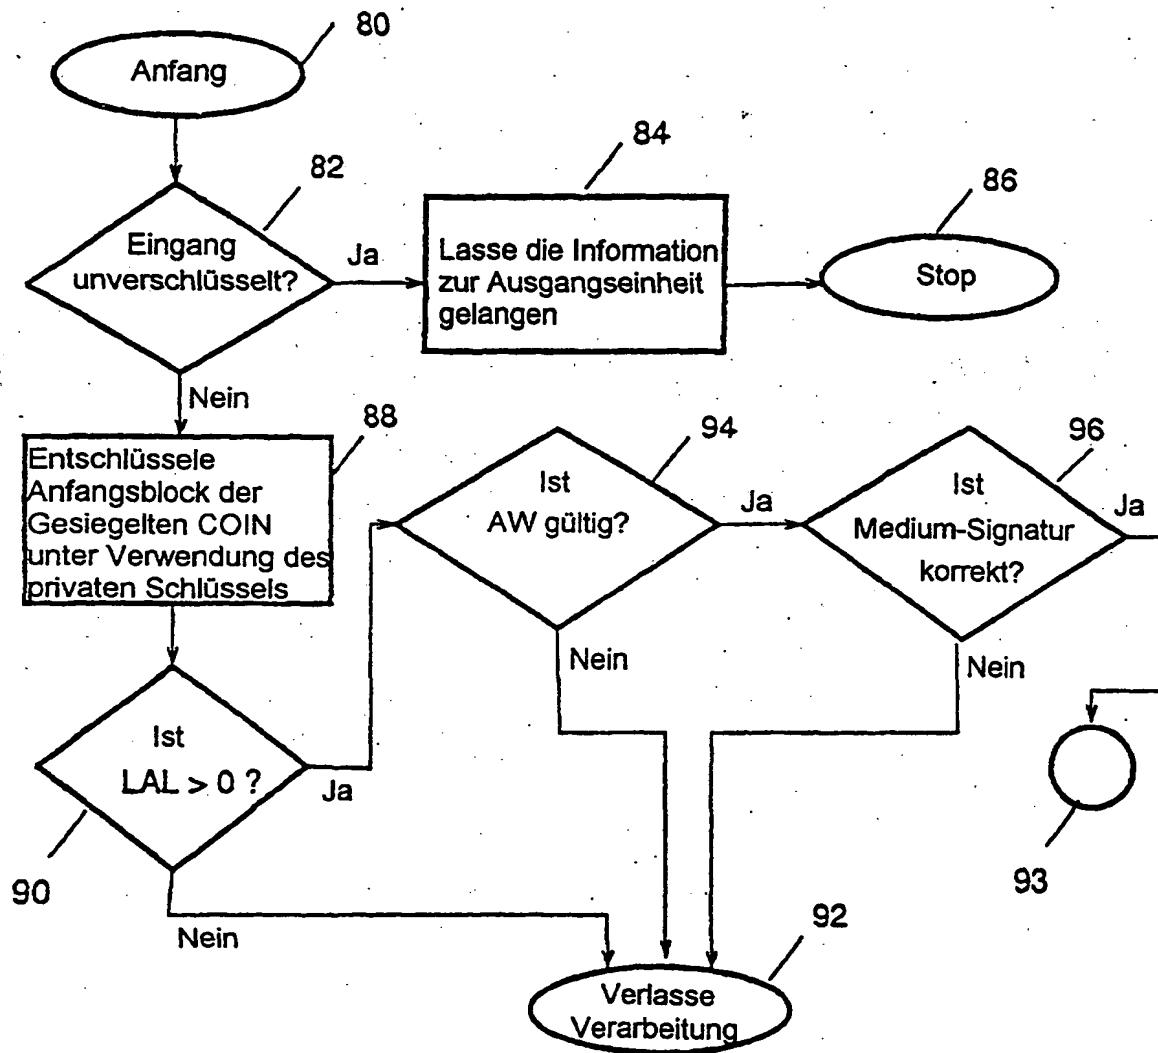 80
Anfang
82
Eingang
unverschlüsselt?
Ja
84
Lasse die Information
zur Ausgangseinheit
gelangen
86
Stop
Nein
88
Entschlüssele
Anfangsblock der
Gesiegelten COIN
unter Verwendung des
privaten Schlüssels
94
Ist
AW gültig?
Ja
96
Ist
Medium-Signatur
korrekt?
Ja
Nein
Nein
Ist
LAL > 0 ?
Ja
90
Nein
93
92
Verlasse
Verarbeitung